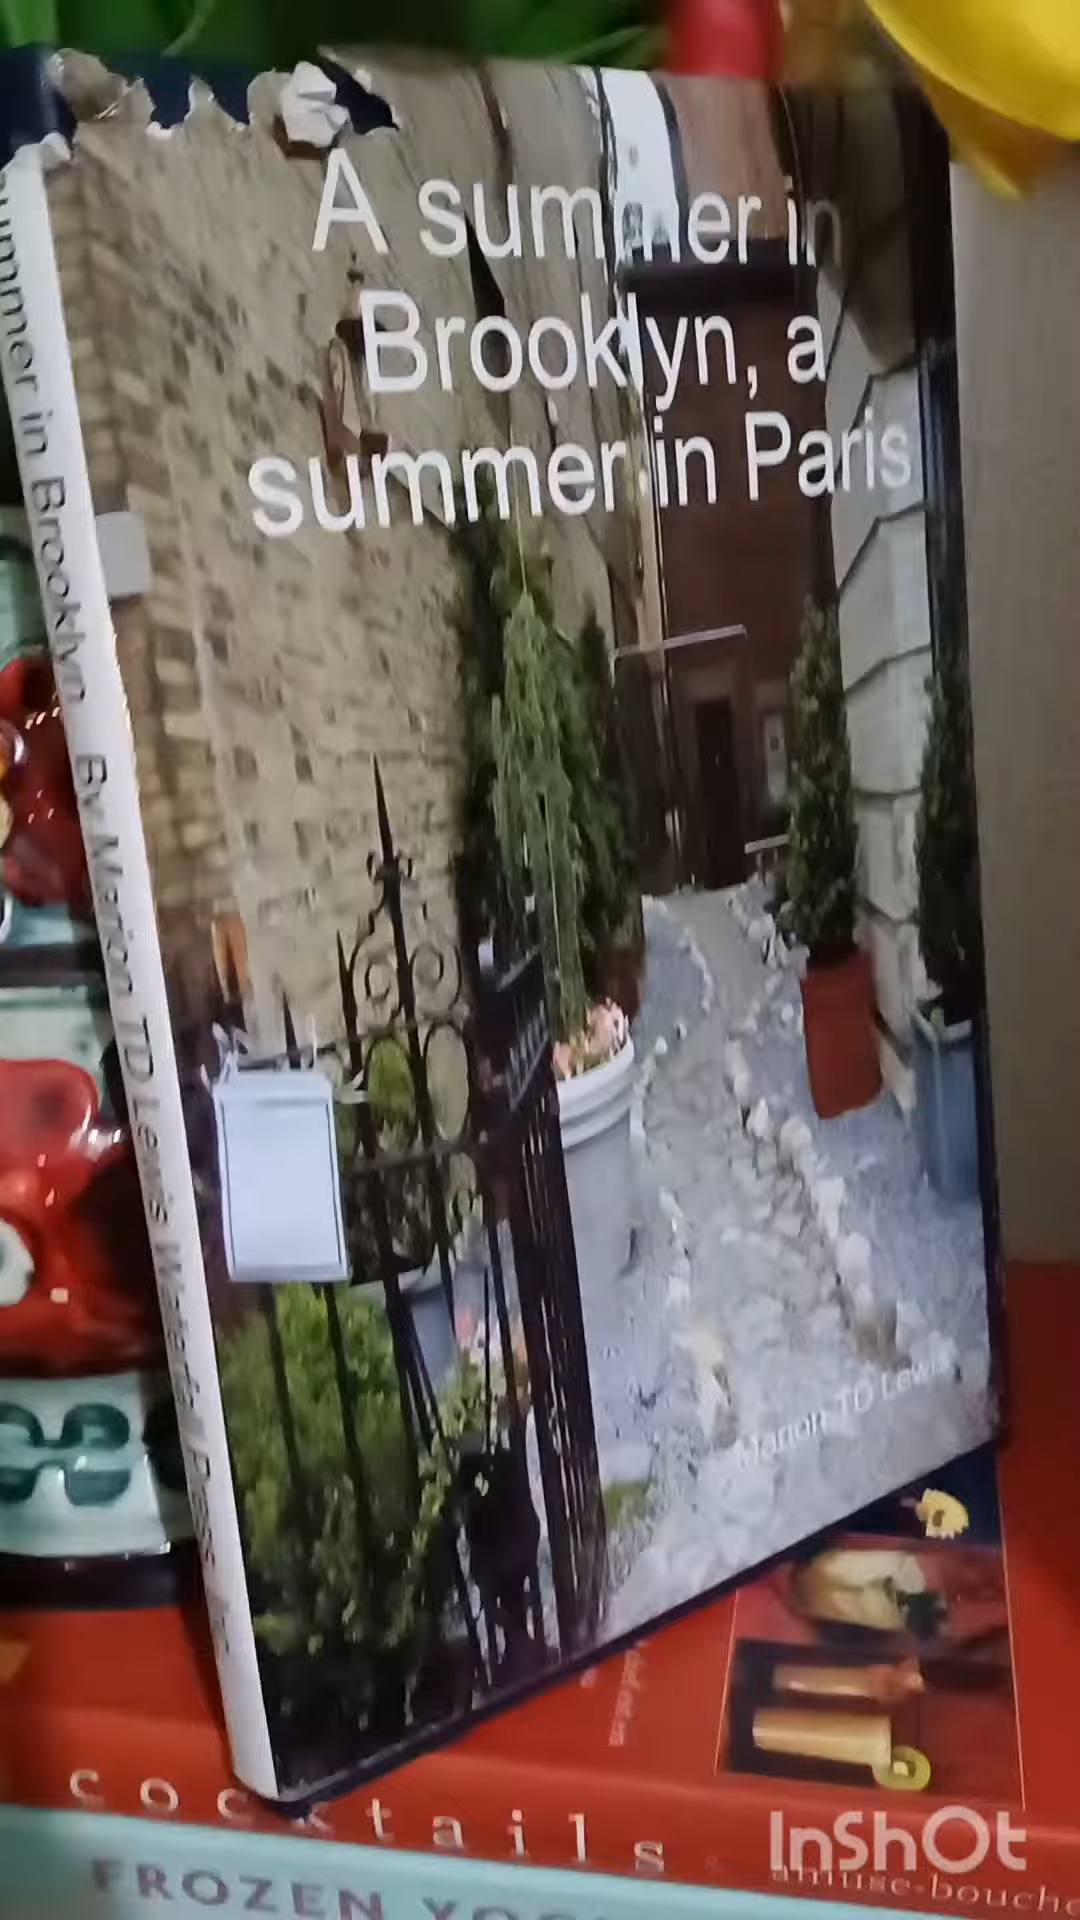 A summer in
Brooklyn, a
summer in Paris
Marion TD Lewis
summer in Brooklyn By Marion TD Lewis
cocktails &
amuse-bouche
FROZEN
InShOt